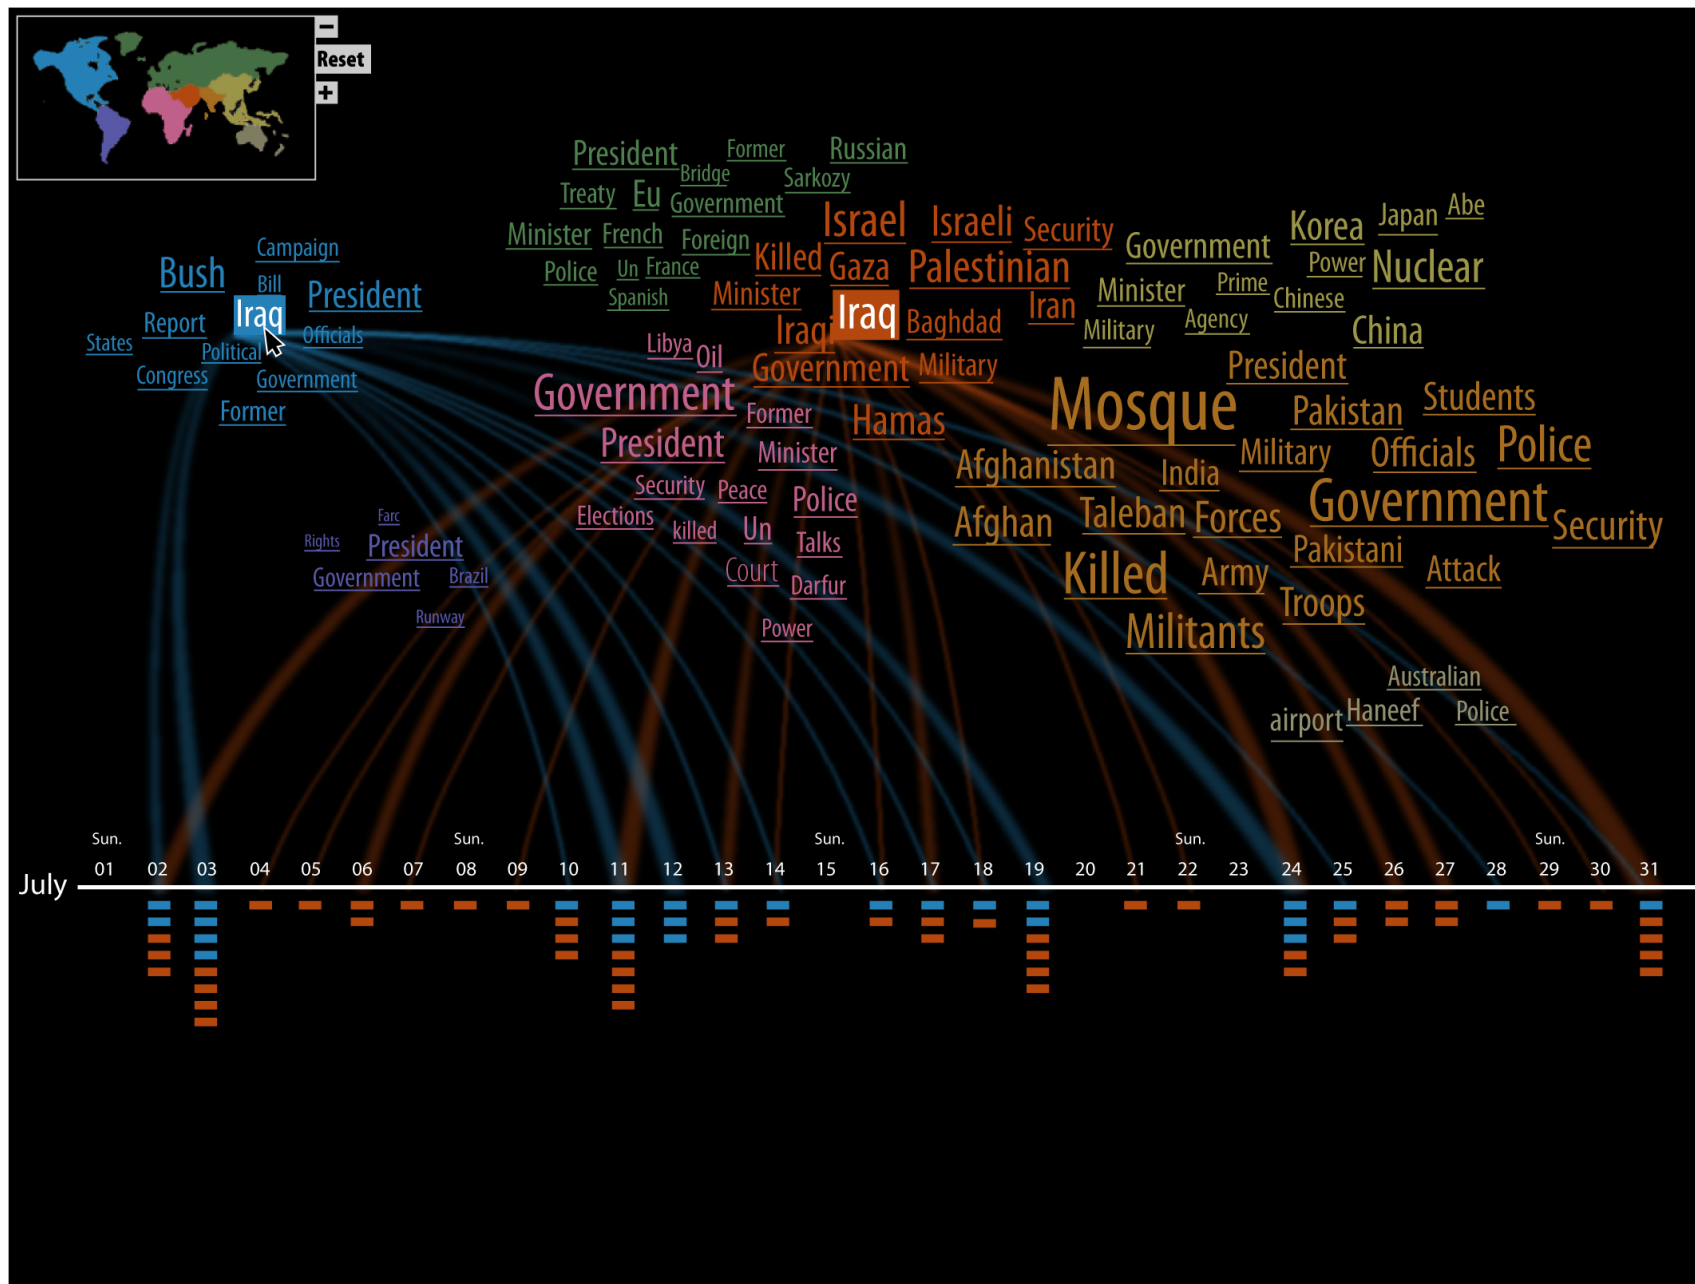 −
Reset
+
President
Former
Russian
Bridge
Treaty
Eu
Government
Sarkozy
Minister
French
Foreign
Police
Un
France
Spanish
Campaign
Bush
Bill
President
Iraq
Report
Officials
States
Political
Congress
Government
Former
Israel
Israeli
Security
Killed
Gaza
Palestinian
Minister
Iraq
Iran
Iraqi
Baghdad
Government
Military
Hamas
Korea
Japan
Abe
Government
Power
Nuclear
Minister
Prime
Chinese
Military
Agency
China
Libya
Oil
Government
Former
President
Minister
Security
Peace
Police
Elections
killed
Un
Talks
Court
Darfur
Power
President
Mosque
Pakistan
Students
Military
Officials
Police
Afghanistan
India
Government
Afghan
Taleban
Forces
Security
Pakistani
Killed
Army
Attack
Troops
Militants
Farc
Rights
President
Government
Brazil
Runway
Australian
airport
Haneef
Police
Sun. Sun. Sun. Sun. Sun.
01 02 03 04 05 06 07 08 09 10 11 12 13 14 15 16 17 18 19 20 21 22 23 24 25 26 27 28 29 30 31
July